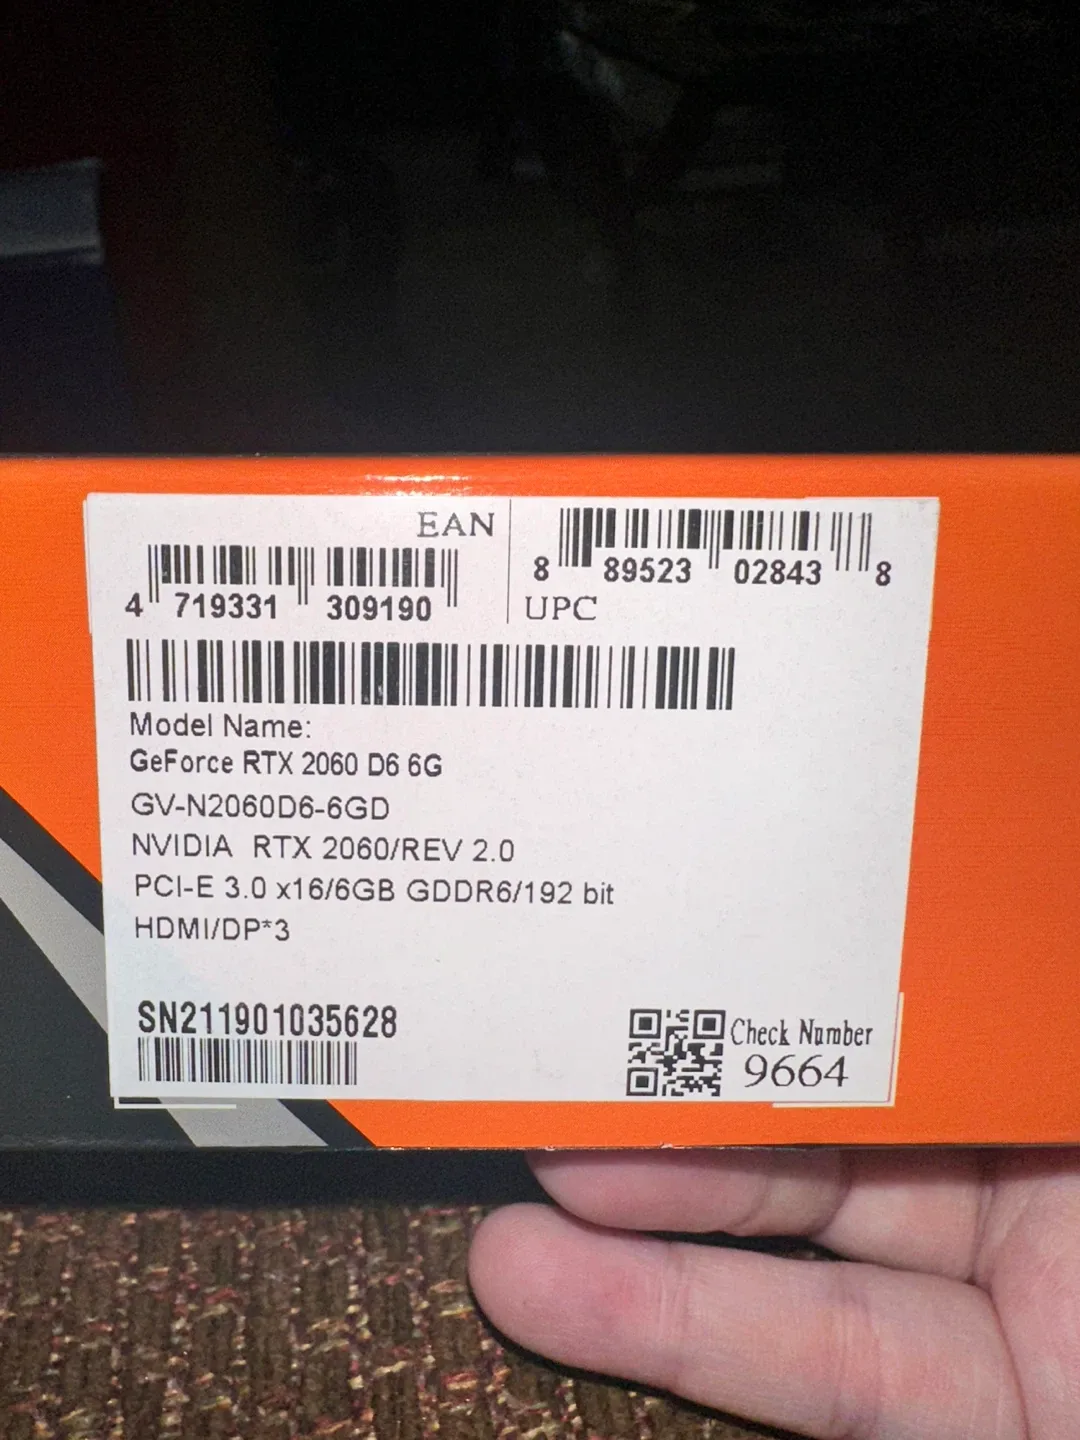 EAN
4 719331 309190
8 89523 02843 8
UPC
Model Name:
GeForce RTX 2060 D6 6G
GV-N2060D6-6GD
NVIDIA RTX 2060/REV 2.0
PCI-E 3.0 x16/6GB GDDR6/192 bit
HDMI/DP*3
SN211901035628
Check Number
9664